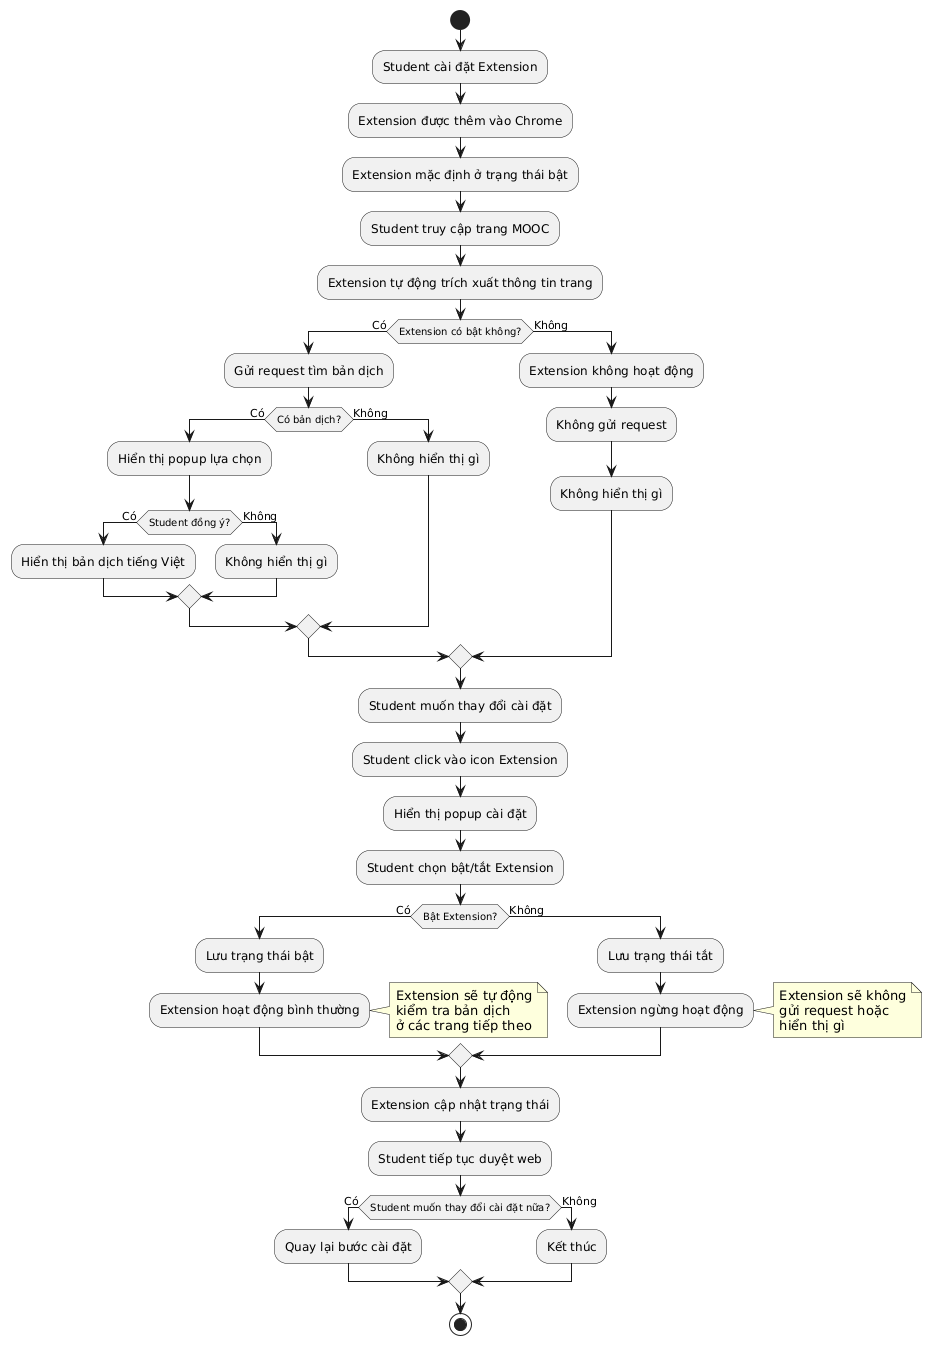 Student cài đặt Extension
Extension được thêm vào Chrome
Extension mặc định ở trạng thái bật
Student truy cập trang MOOC
Extension tự động trích xuất thông tin trang
Có
Extension có bật không?
Không
Gửi request tìm bản dịch
Extension không hoạt động
Có
Có bản dịch?
Không
Không gửi request
Hiển thị popup lựa chọn
Không hiển thị gì
Không hiển thị gì
Có
Student đồng ý?
Không
Hiển thị bản dịch tiếng Việt
Không hiển thị gì
Student muốn thay đổi cài đặt
Student click vào icon Extension
Hiển thị popup cài đặt
Student chọn bật/tắt Extension
Có
Bật Extension?
Không
Lưu trạng thái bật
Lưu trạng thái tắt
Extension hoạt động bình thường
Extension sẽ tự động
kiểm tra bản dịch
ở các trang tiếp theo
Extension ngừng hoạt động
Extension sẽ không
gửi request hoặc
hiển thị gì
Extension cập nhật trạng thái
Student tiếp tục duyệt web
Có
Student muốn thay đổi cài đặt nữa?
Không
Quay lại bước cài đặt
Kết thúc